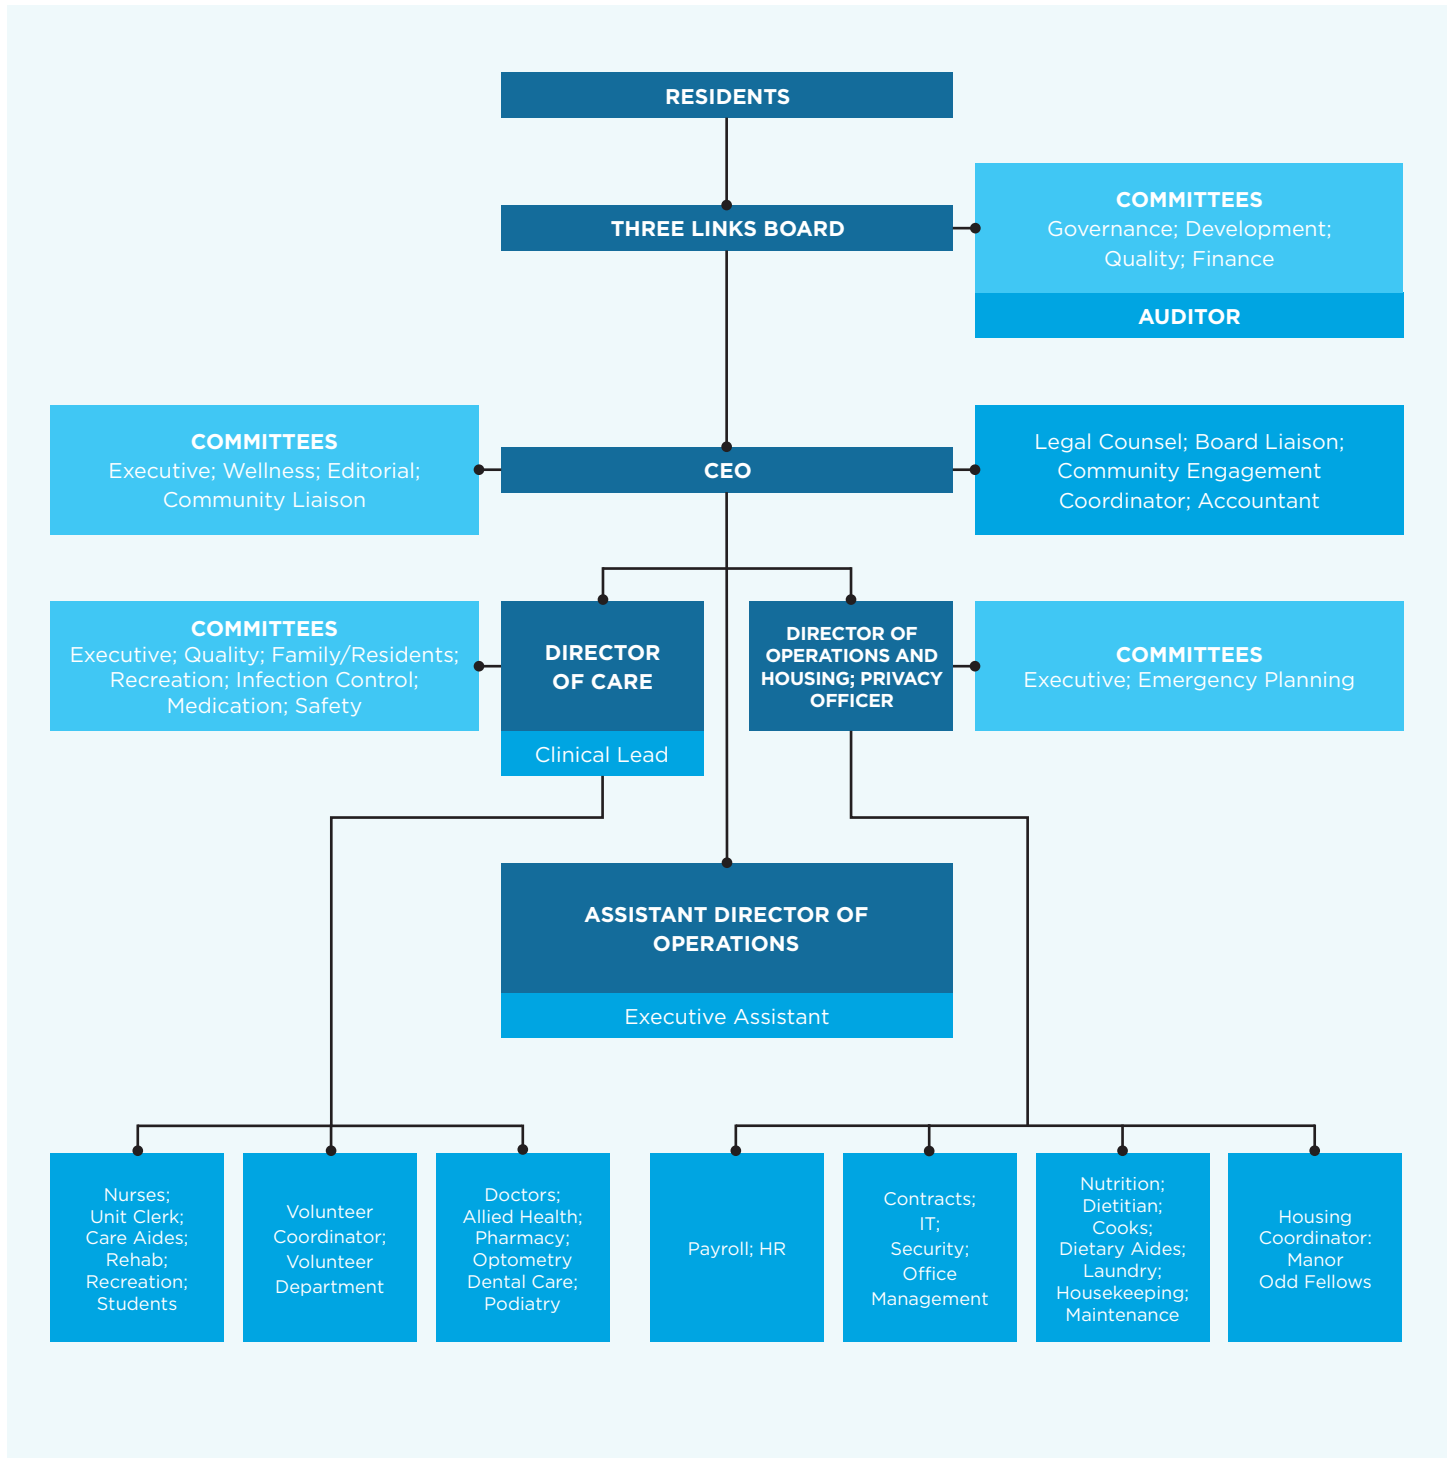 RESIDENTS
THREE LINKS BOARD
COMMITTEES
Governance; Development;
Quality; Finance
AUDITOR
COMMITTEES
Executive; Wellness; Editorial;
Community Liaison
CEO
Legal Counsel; Board Liaison;
Community Engagement
Coordinator; Accountant
COMMITTEES
Executive; Quality; Family/Residents;
Recreation; Infection Control;
Medication; Safety
DIRECTOR
OF CARE
Clinical Lead
DIRECTOR OF
OPERATIONS AND
HOUSING; PRIVACY
OFFICER
COMMITTEES
Executive; Emergency Planning
ASSISTANT DIRECTOR OF
OPERATIONS
Executive Assistant
Nurses;
Unit Clerk;
Care Aides;
Rehab;
Recreation;
Students
Volunteer
Coordinator;
Volunteer
Department
Doctors;
Allied Health;
Pharmacy;
Optometry
Dental Care;
Podiatry
Payroll; HR
Contracts;
IT;
Security;
Office
Management
Nutrition;
Dietitian;
Cooks;
Dietary Aides;
Laundry;
Housekeeping;
Maintenance
Housing
Coordinator:
Manor
Odd Fellows